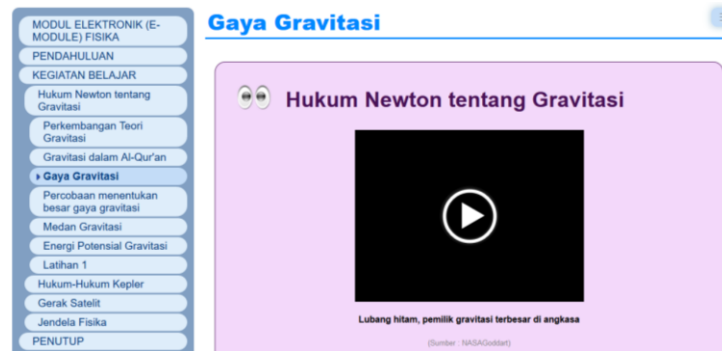 MODUL ELEKTRONIK (E-
MODULE) FISIKA
PENDAHULUAN
KEGIATAN BELAJAR
Hukum Newton tentang
Gravitasi
Perkembangan Teori
Gravitasi
Gravitasi dalam Al-Qur'an
Gaya Gravitasi
Percobaan menentukan
besar gaya gravitasi
Medan Gravitasi
Energi Potensial Gravitasi
Latihan 1
Hukum-Hukum Kepler
Gerak Satelit
Jendela Fisika
PENUTUP
Gaya Gravitasi
Hukum Newton tentang Gravitasi
Lubang hitam, pemilik gravitasi terbesar di angkasa
(Sumber : NASAGoddart)